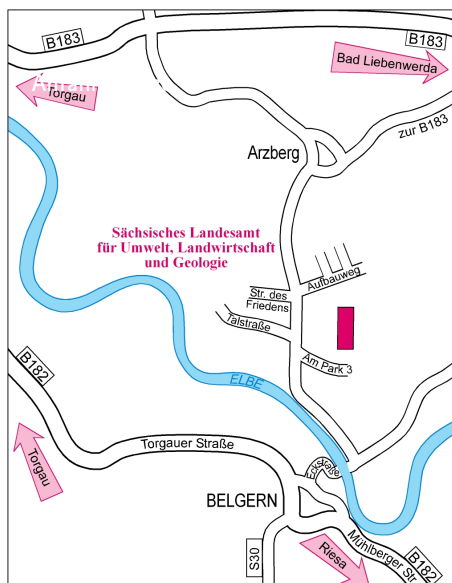 B183
B183
Bad Liebenwerda
Torgau
zur B183
Arzberg
Sächsisches Landesamt
für Umwelt, Landwirtschaft
und Geologie
Aufbauweg
Str. des
Friedens
Talstraße
Am Park 3
B182
ELBE
Torgauer Straße
Torgau
BELGERN
Mühlberger Str.
S30
Riesa
B182